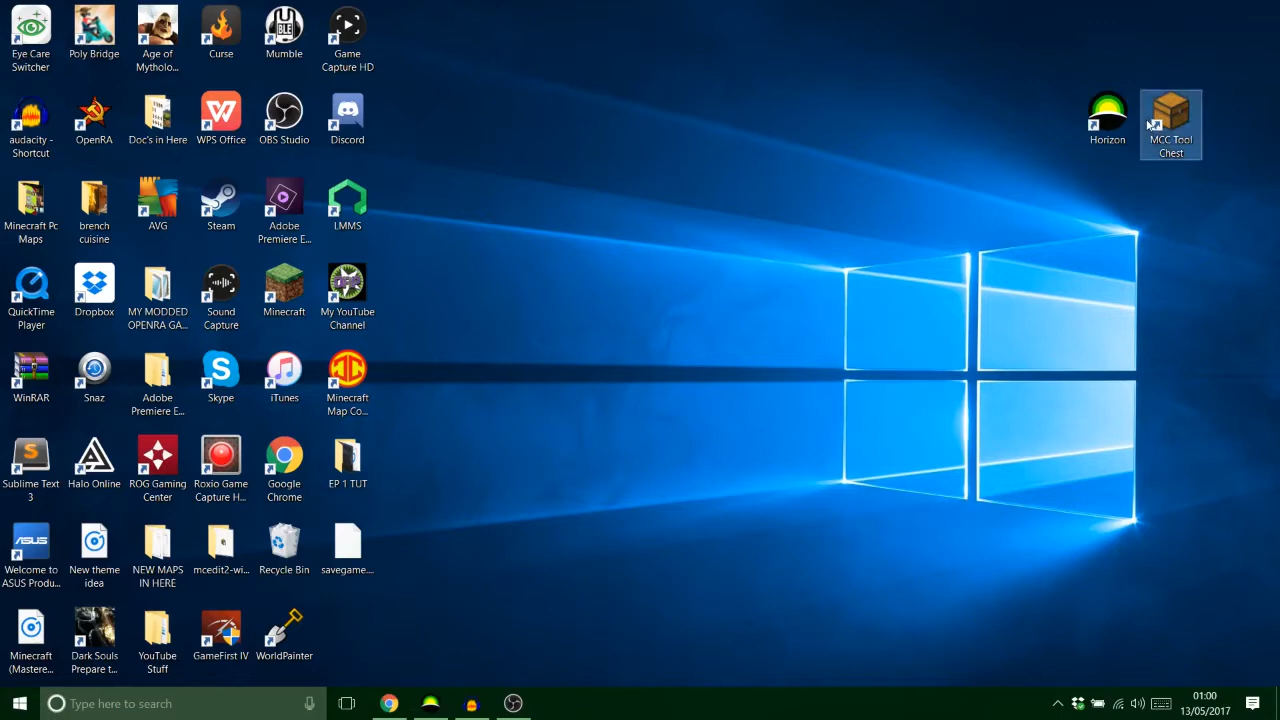 Eye Care
Switcher
Poly Bridge
Age of
Mytholo...
Curse
BLE
Mumble
Game
Capture HD
audacity -
Shortcut
OpenRA
Doc's in Here
WPS Office
OBS Studio
Discord
Horizon
MCC Tool
Chest
Minecraft Pc
Maps
brench
cuisine
AVG
Steam
Adobe
Premiere E...
LMMS
QuickTime
Player
Dropbox
MY MODDED
OPENRA GA...
Sound
Capture
Minecraft
My YouTube
Channel
WinRAR
Snaz
Adobe
Premiere E...
Skype
iTunes
Minecraft
Map Co...
Sublime Text
3
Halo Online
ROG Gaming
Center
Roxio Game
Capture H...
Google
Chrome
EP 1 TUT
ASUS
Welcome to
ASUS Produ...
New theme
idea
NEW MAPS
IN HERE
mcedit2-wi...
Recycle Bin
savegame....
Minecraft
(Mastere...
Dark Souls
Prepare t...
YouTube
Stuff
GameFirst IV
WorldPainter
Type here to search
01:00
13/05/2017